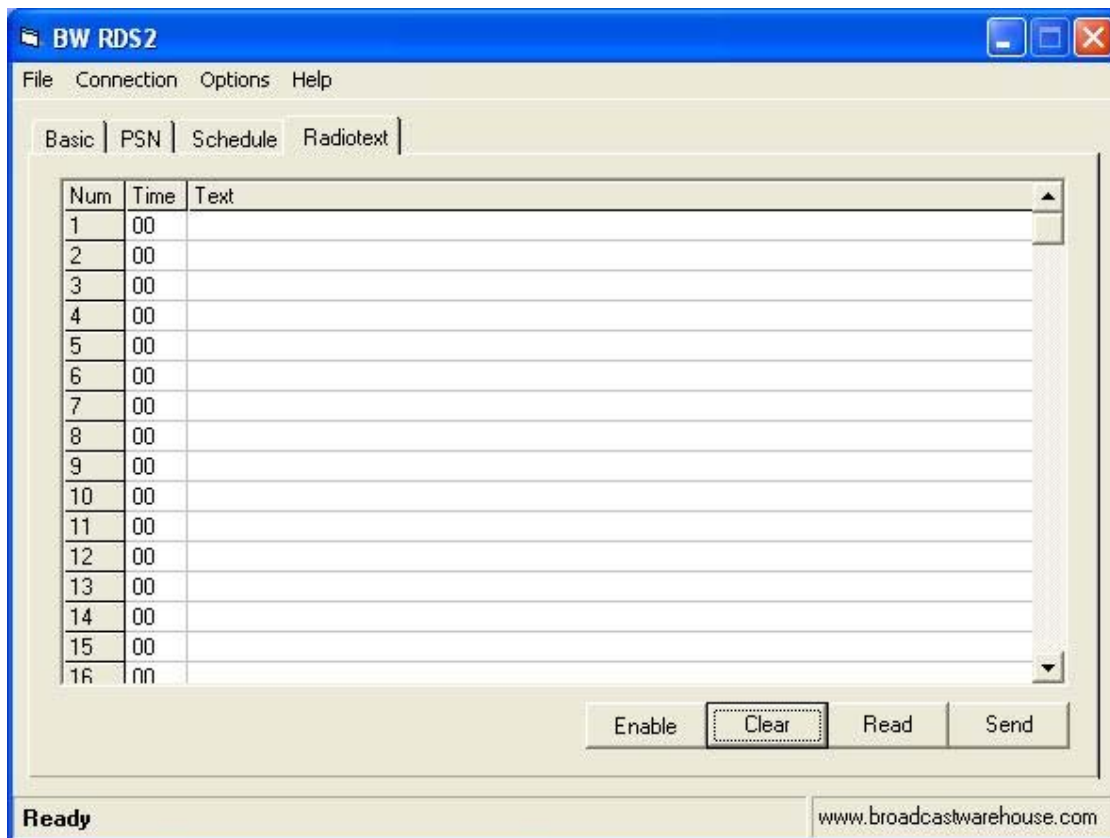 BW RDS2
File Connection Options Help
Basic PSN Schedule Radiotext
Num Time Text
1 00
2 00
3 00
4 00
5 00
6 00
7 00
8 00
9 00
10 00
11 00
12 00
13 00
14 00
15 00
16 00
Enable Clear Read Send
Ready www.broadcastwarehouse.com